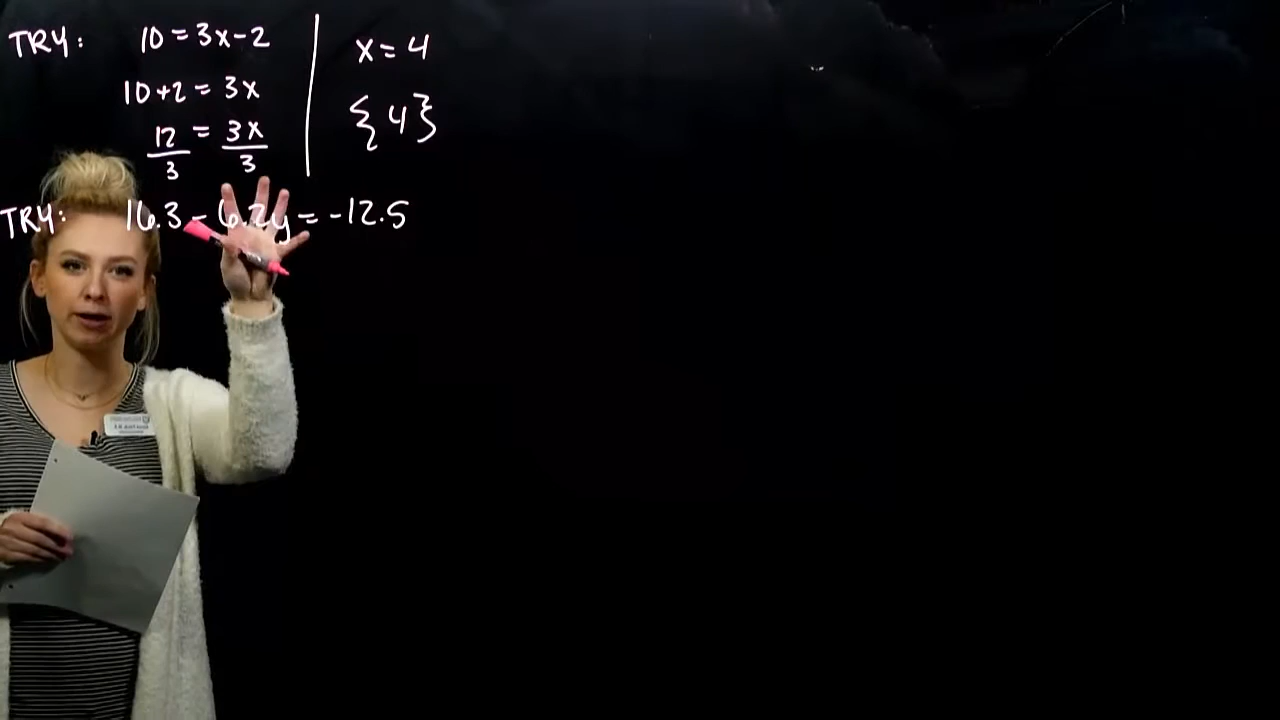 TRY: 10 = 3x - 2
10 + 2 = 3x
12/3 = 3x/3
x = 4
{4}
TRY: 16.3 - 6.2y = -12.5